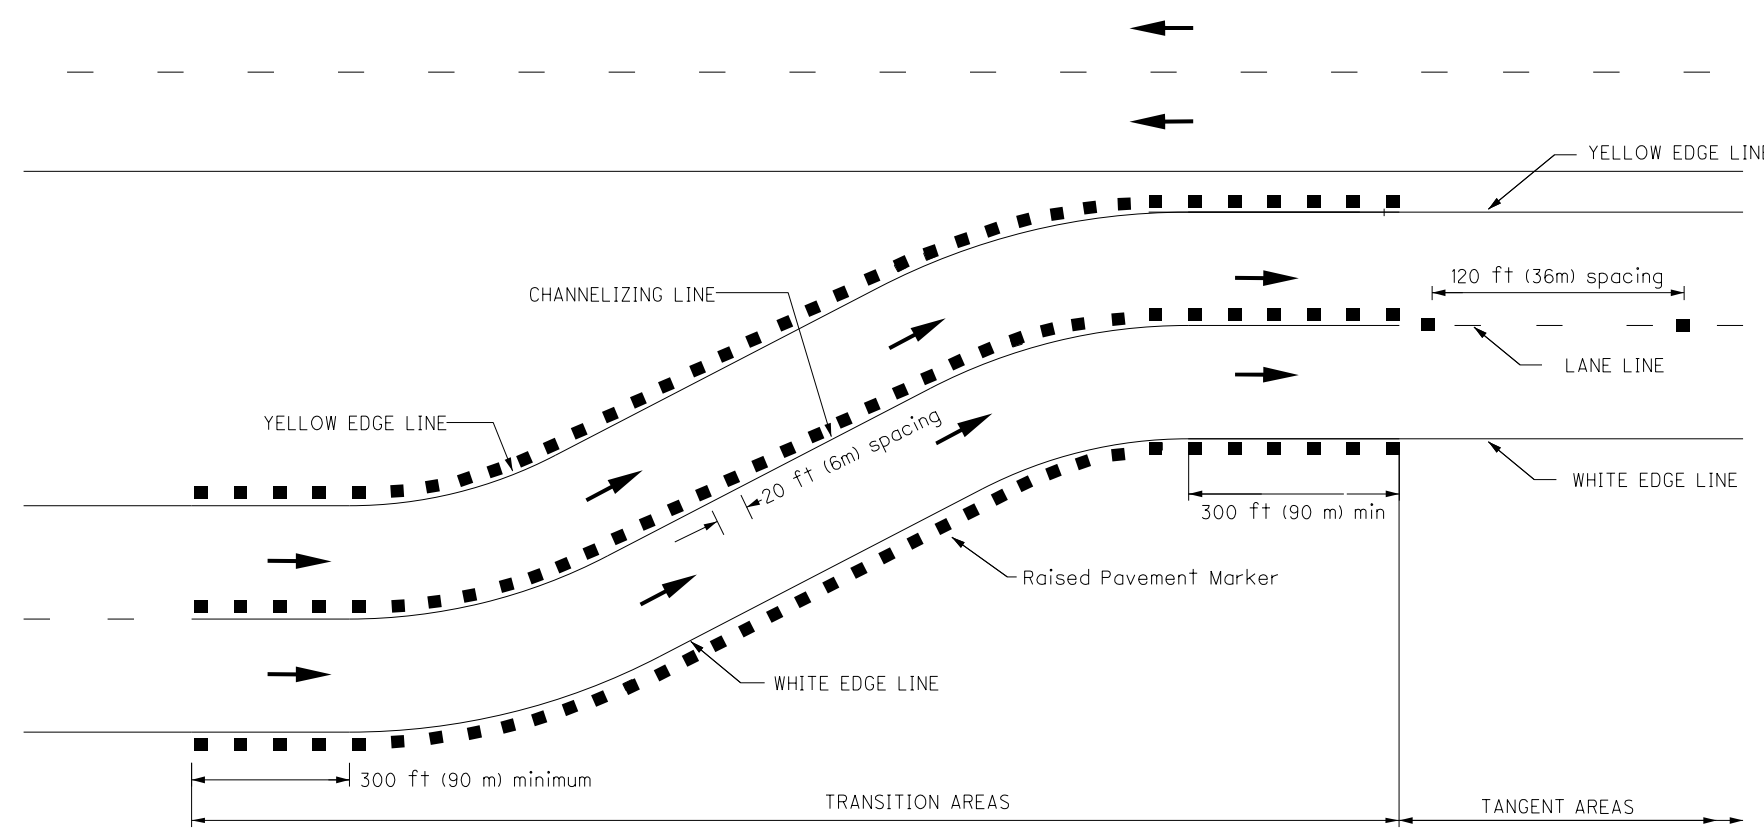 YELLOW EDGE LINE
120 ft (36m) spacing
CHANNELIZING LINE
LANE LINE
YELLOW EDGE LINE
20 ft (6m) spacing
WHITE EDGE LINE
300 ft (90 m) min
Raised Pavement Marker
WHITE EDGE LINE
300 ft (90 m) minimum
TRANSITION AREAS
TANGENT AREAS